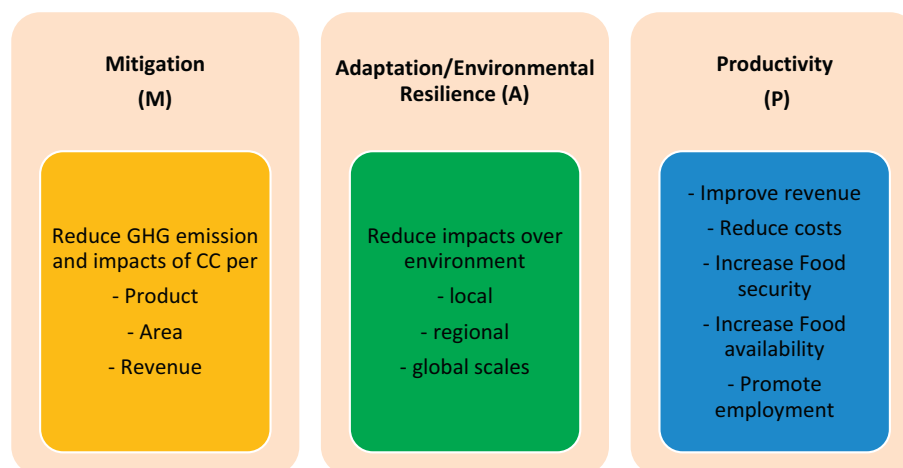 Mitigation
(M)
Reduce GHG emission
and impacts of CC per
- Product
- Area
- Revenue
Adaptation/Environmental
Resilience (A)
Reduce impacts over
environment
- local
- regional
- global scales
Productivity
(P)
- Improve revenue
- Reduce costs
- Increase Food
security
- Increase Food
availability
- Promote
employment